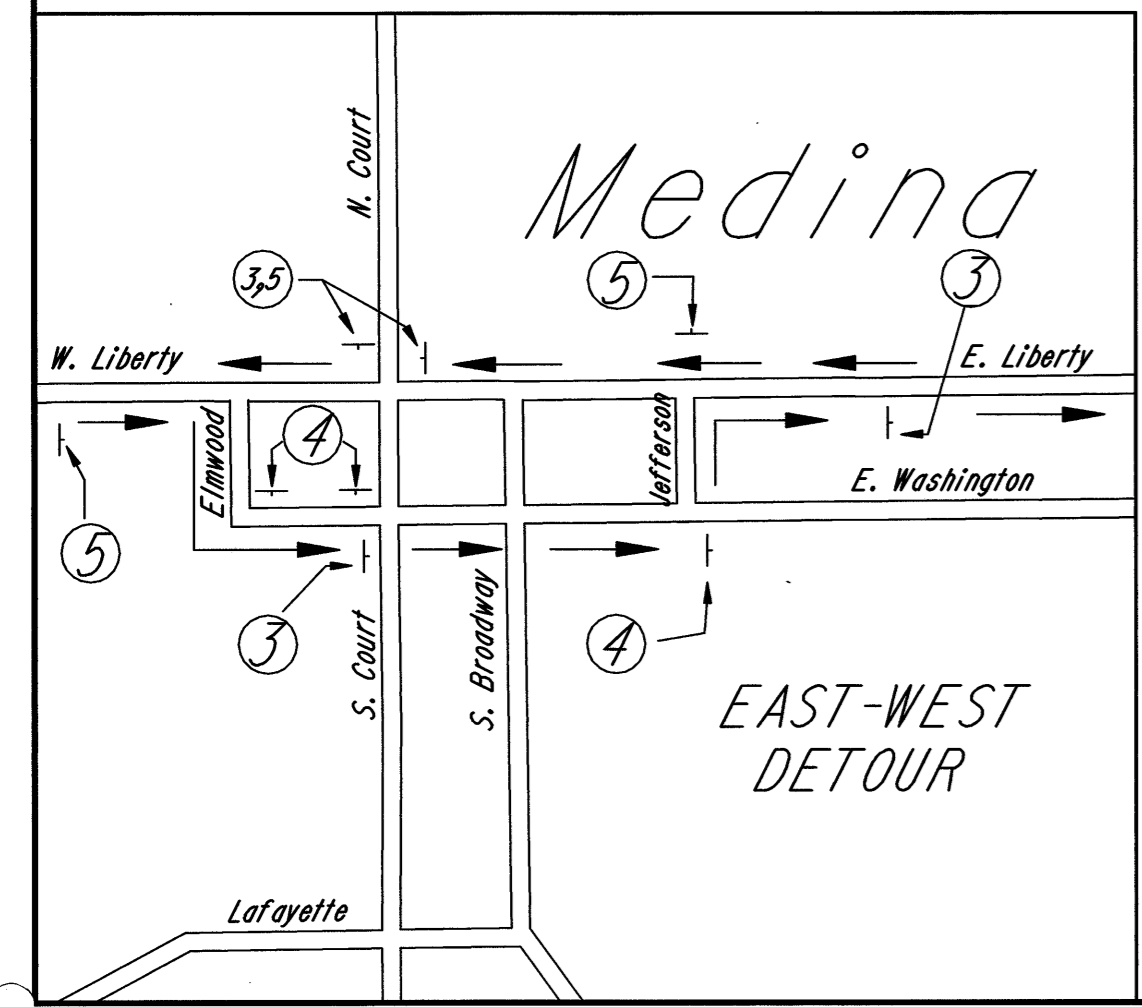 N. Court
Medina
3,5
5
3
W. Liberty
E. Liberty
Elmwood
4
Jefferson
E. Washington
5
3
S. Court
S. Broadway
4
EAST-WEST
DETOUR
Lafayette